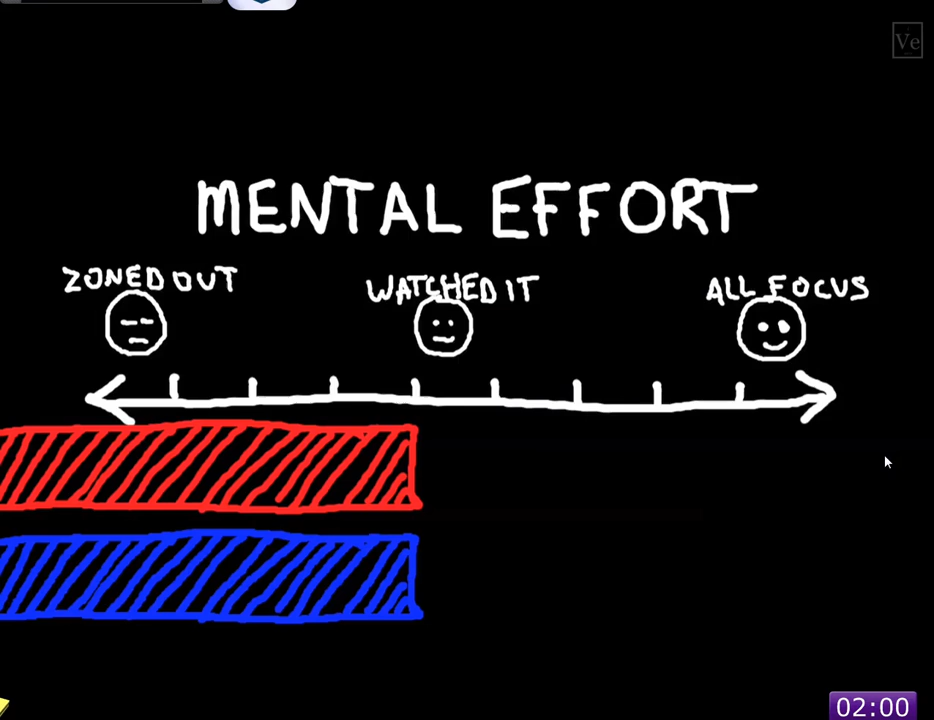 Ve
MENTAL EFFORT
ZONED OUT
WATCHED IT
ALL FOCUS
02:00